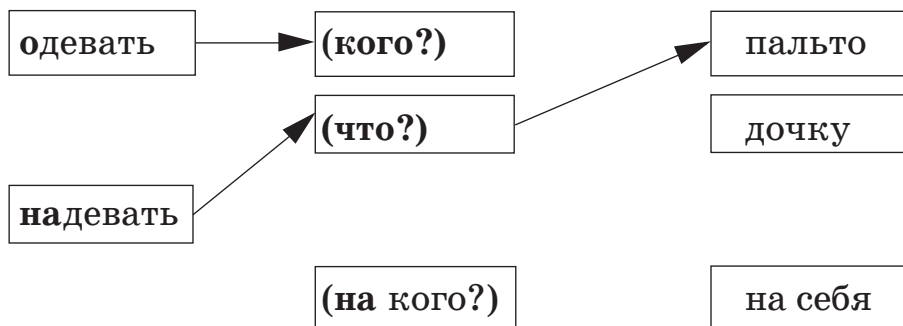 одевать (кого?) пальто
(что?) дочку
надевать
(на кого?) на себя